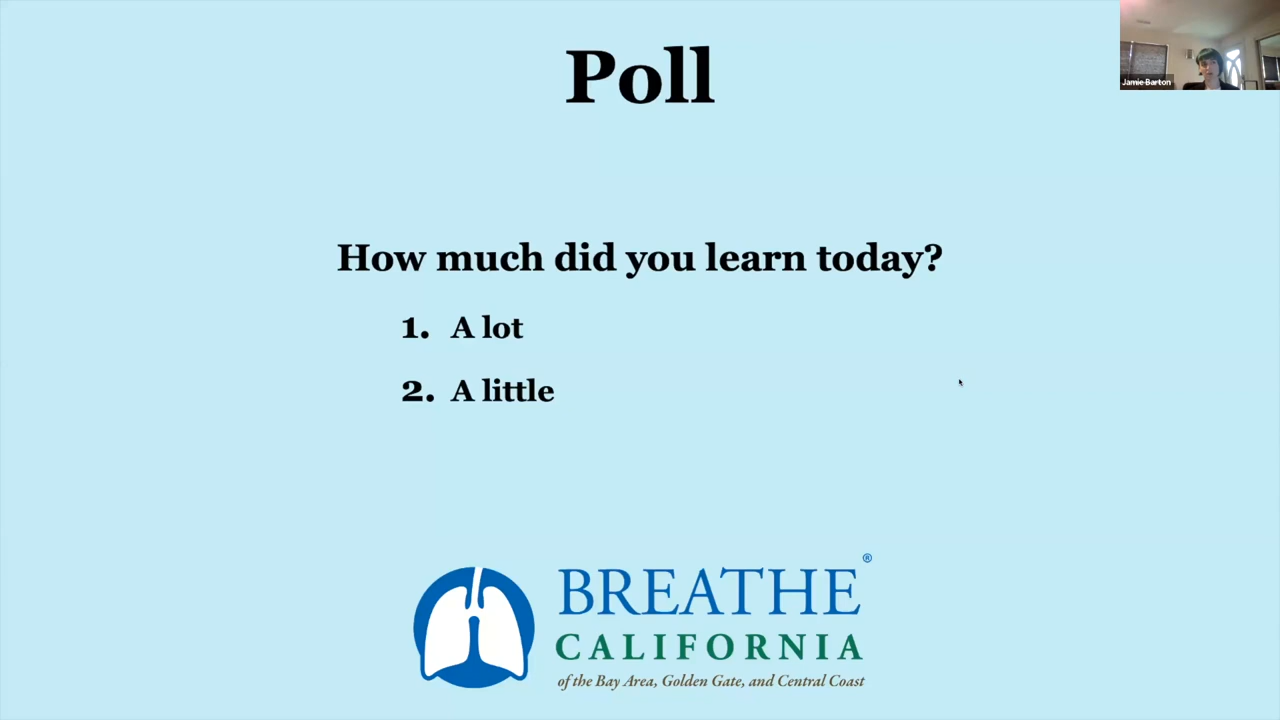 Poll
Jamie Barton
How much did you learn today?
1. A lot
2. A little
BREATHE®
CALIFORNIA
of the Bay Area, Golden Gate, and Central Coast